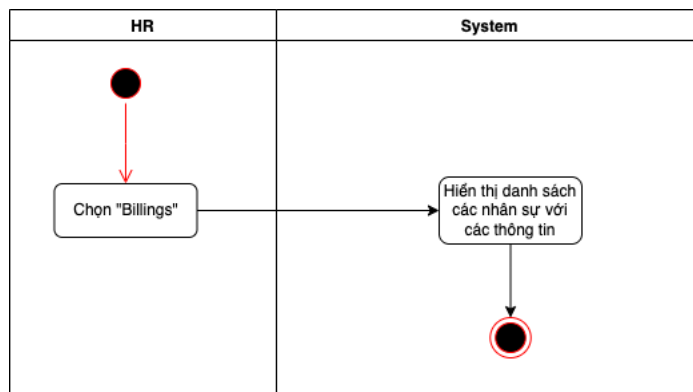 HR
System
Chọn "Billings"
Hiển thị danh sách
các nhân sự với
các thông tin